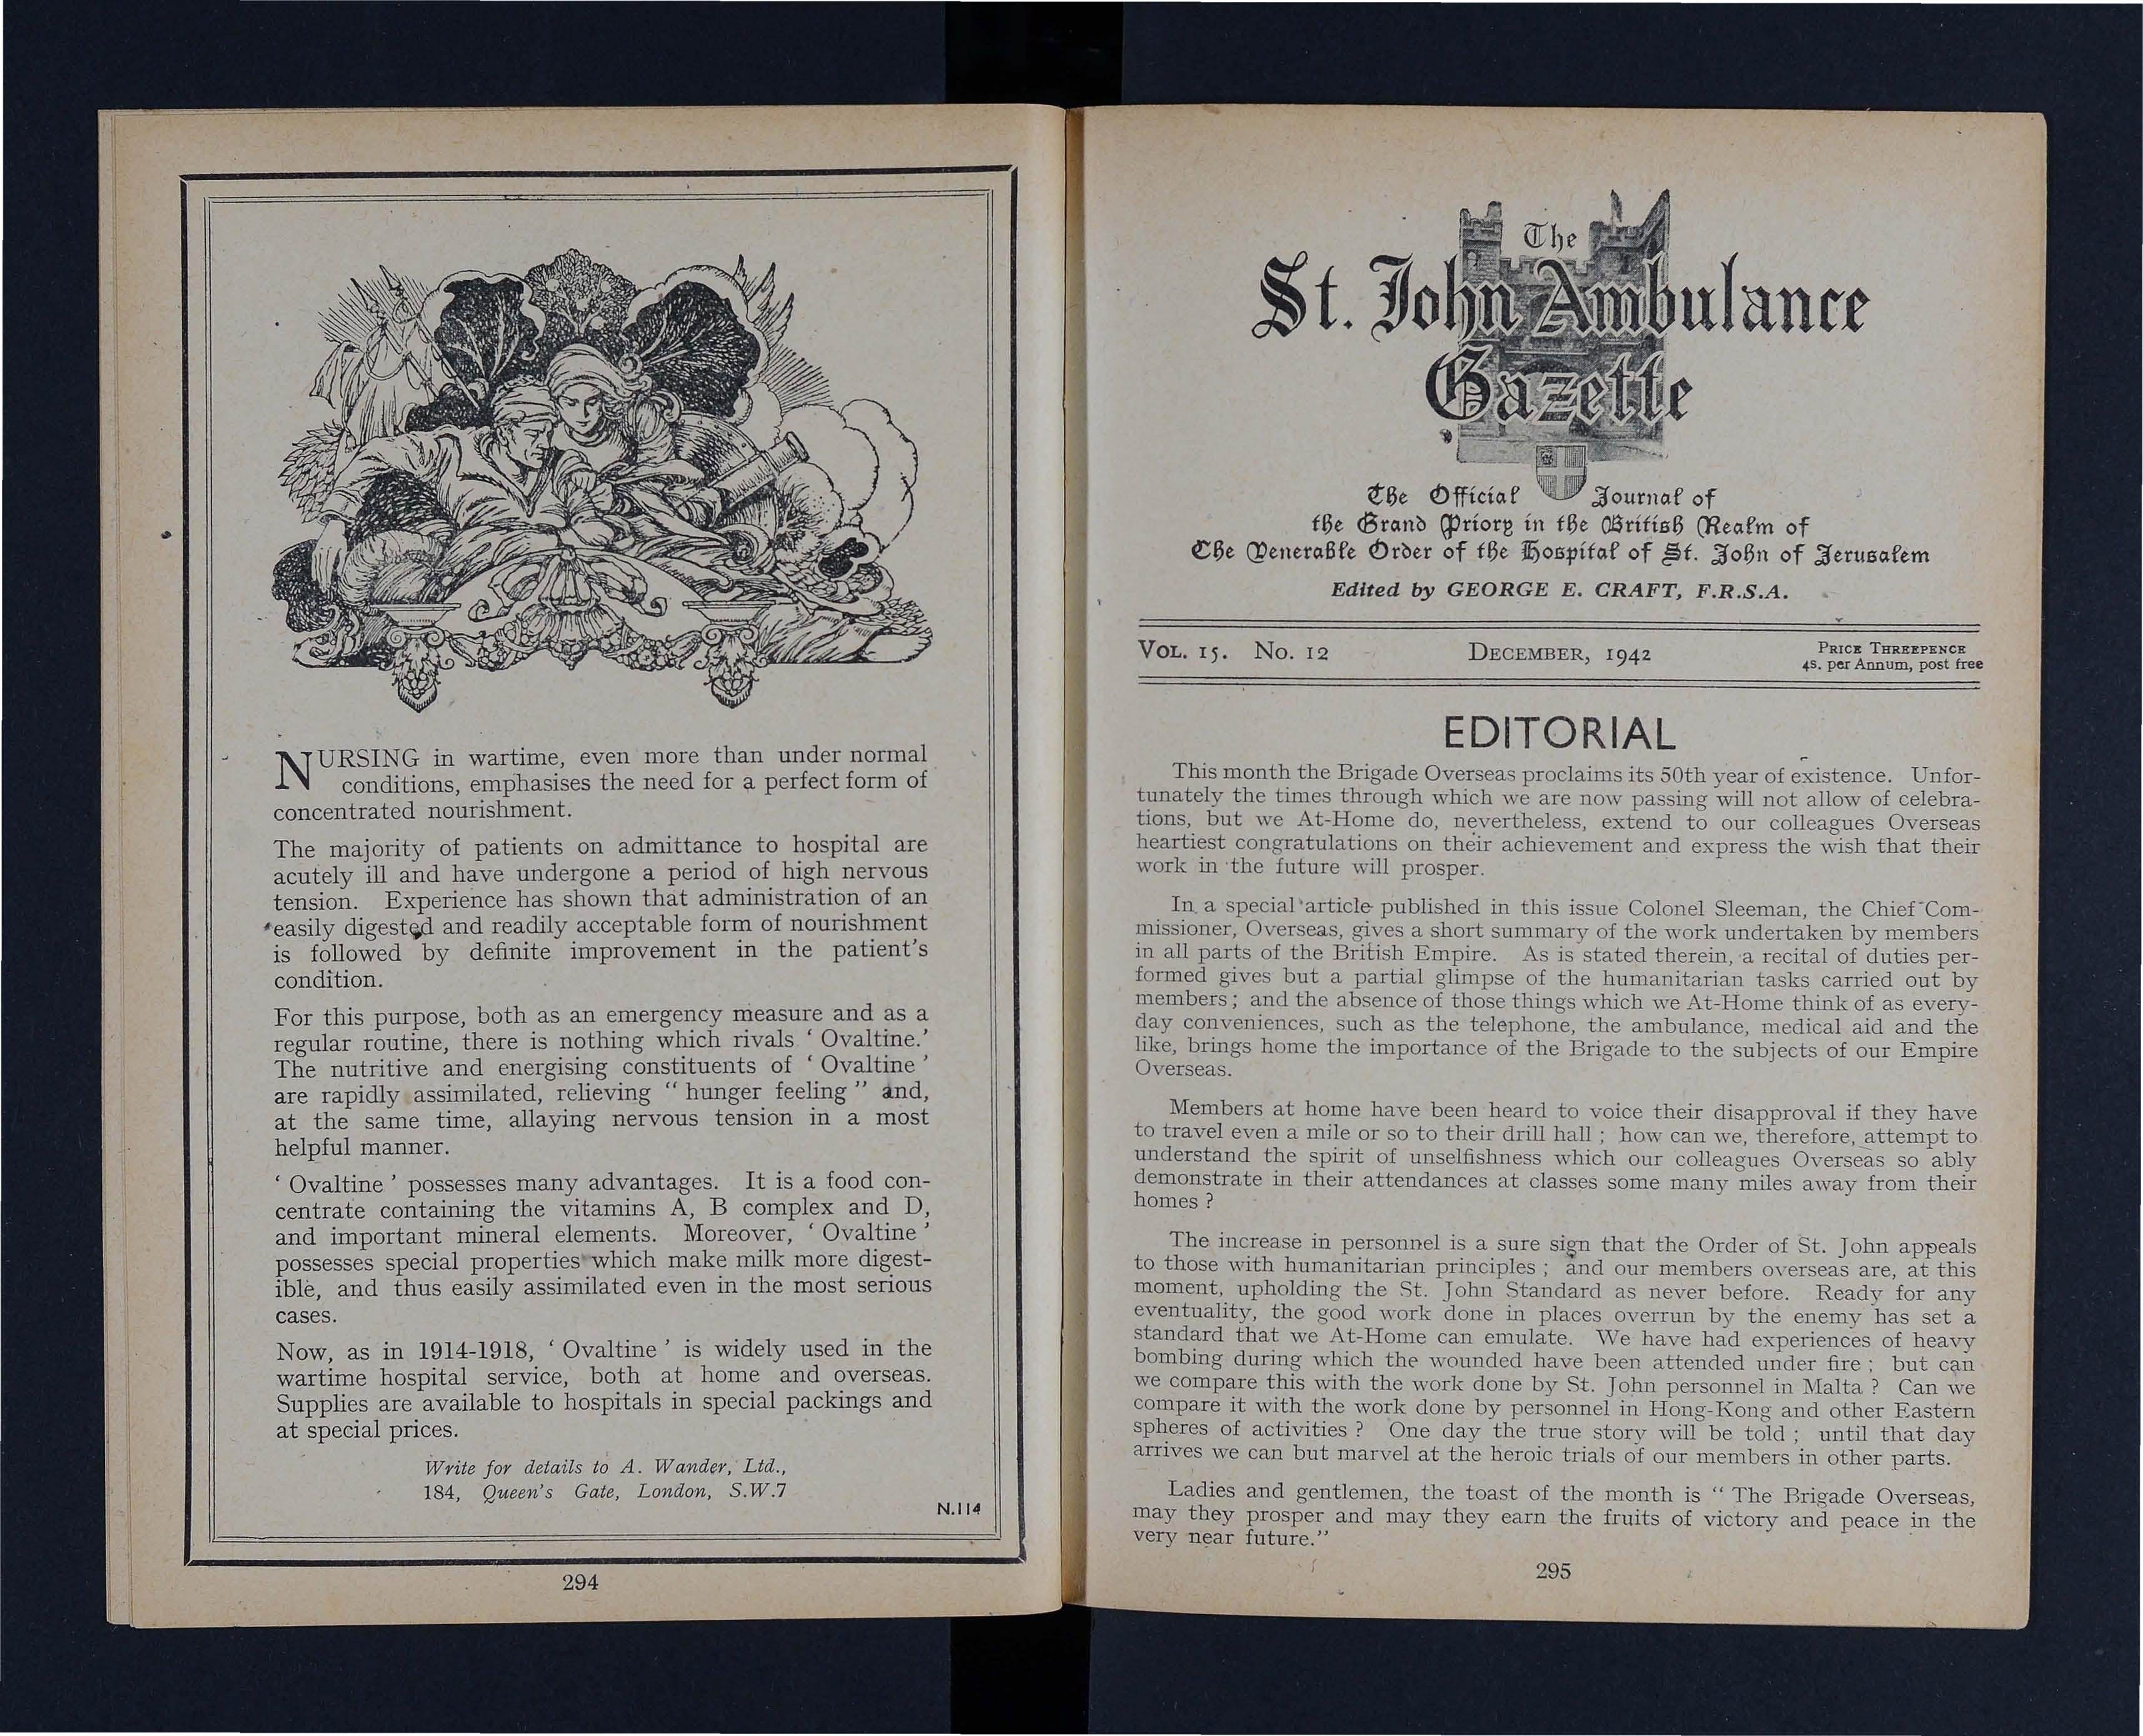 NURSING in wartime, even more than under normal
conditions, emphasises the need for a perfect form of
concentrated nourishment.
The majority of patients on admittance to hospital are
acutely ill and have undergone a period of high nervous
tension. Experience has shown that administration of an
easily digested and readily acceptable form of nourishment
is followed by definite improvement in the patient's
condition.
For this purpose, both as an emergency measure and as a
regular routine, there is nothing which rivals ‘ Ovaltine.’
The nutritive and energising constituents of ‘ Ovaltine ’
are rapidly assimilated, relieving “ hunger feeling ” and,
at the same time, allaying nervous tension in a most
helpful manner.
‘ Ovaltine ’ possesses many advantages. It is a food con-
centrate containing the vitamins A, B complex and D,
and important mineral elements. Moreover, ‘ Ovaltine ’
possesses special properties which make milk more digest-
ible, and thus easily assimilated even in the most serious
cases.
Now, as in 1914-1918, ‘ Ovaltine ’ is widely used in the
wartime hospital service, both at home and overseas.
Supplies are available to hospitals in special packings and
at special prices.
Write for details to A. Wander, Ltd.,
184, Queen's Gate, London, S.W.7
N.114
294
The
St. John Ambulance
Gazette
The Official Journal of
the Grand Priory in the British Realm of
The Venerable Order of the Hospital of St. John of Jerusalem
Edited by GEORGE E. CRAFT, F.R.S.A.
VOL. 15. No. 12 DECEMBER, 1942 PRICE THREEPENCE
4s. per Annum, post free
EDITORIAL
This month the Brigade Overseas proclaims its 50th year of existence. Unfor-
tunately the times through which we are now passing will not allow of celebra-
tions, but we At-Home do, nevertheless, extend to our colleagues Overseas
heartiest congratulations on their achievement and express the wish that their
work in the future will prosper.
In a special article published in this issue Colonel Sleeman, the Chief Com-
missioner, Overseas, gives a short summary of the work undertaken by members
in all parts of the British Empire. As is stated therein, a recital of duties per-
formed gives but a partial glimpse of the humanitarian tasks carried out by
members ; and the absence of those things which we At-Home think of as every-
day conveniences, such as the telephone, the ambulance, medical aid and the
like, brings home the importance of the Brigade to the subjects of our Empire
Overseas.
Members at home have been heard to voice their disapproval if they have
to travel even a mile or so to their drill hall ; how can we, therefore, attempt to
understand the spirit of unselfishness which our colleagues Overseas so ably
demonstrate in their attendances at classes some many miles away from their
homes ?
The increase in personnel is a sure sign that the Order of St. John appeals
to those with humanitarian principles ; and our members overseas are, at this
moment, upholding the St. John Standard as never before. Ready for any
eventuality, the good work done in places overrun by the enemy has set a
standard that we At-Home can emulate. We have had experiences of heavy
bombing during which the wounded have been attended under fire ; but can
we compare this with the work done by St. John personnel in Malta ? Can we
compare it with the work done by personnel in Hong-Kong and other Eastern
spheres of activities ? One day the true story will be told ; until that day
arrives we can but marvel at the heroic trials of our members in other parts.
Ladies and gentlemen, the toast of the month is “ The Brigade Overseas,
may they prosper and may they earn the fruits of victory and peace in the
very near future.”
295